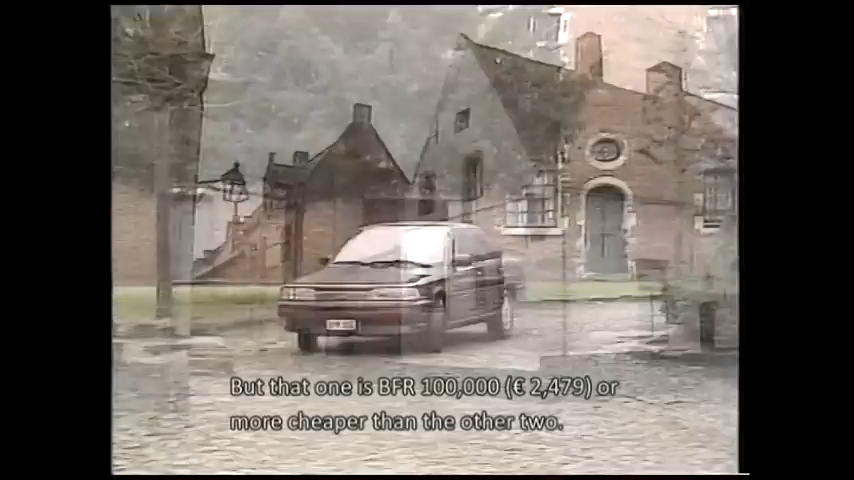 But that one is BFR 100,000 (€ 2,479) or
more cheaper than the other two.